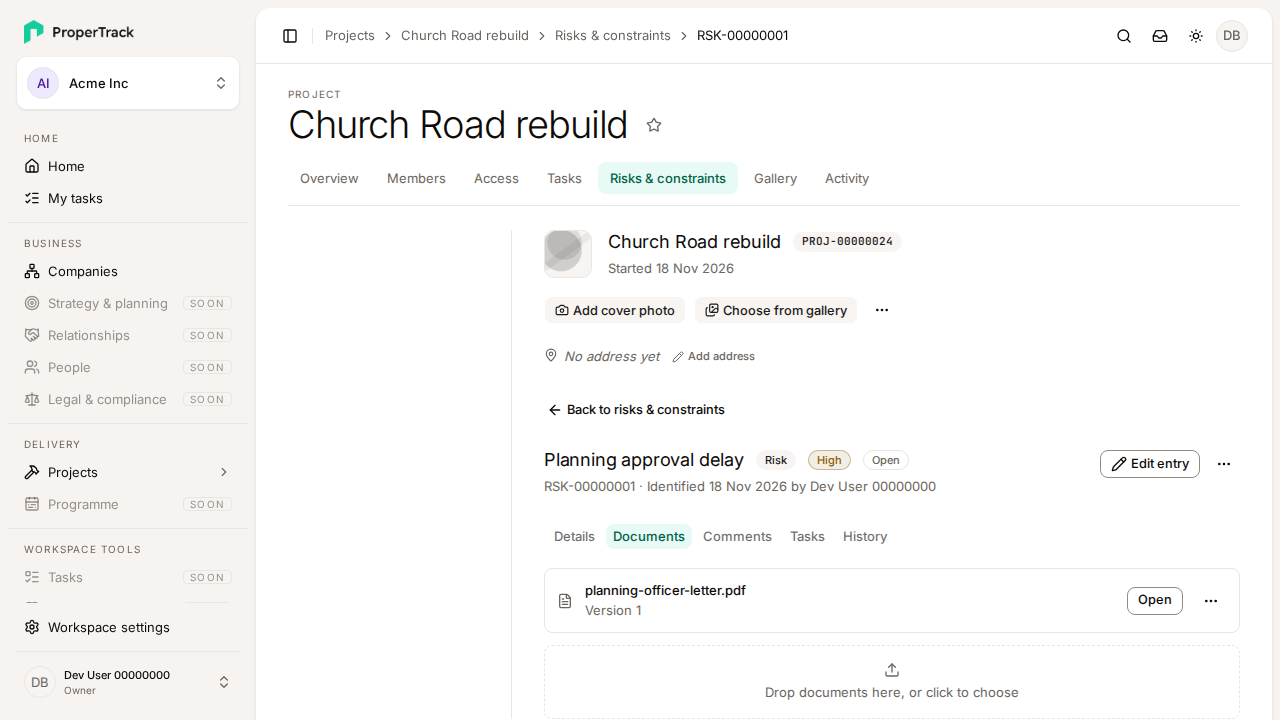 ProperTrack
AI
Acme Inc
HOME
Home
My tasks
BUSINESS
Companies
Strategy & planning SOON
Relationships SOON
People SOON
Legal & compliance SOON
DELIVERY
Projects
Programme SOON
WORKSPACE TOOLS
Tasks SOON
Workspace settings
DB
Dev User 00000000
Owner
Projects > Church Road rebuild > Risks & constraints > RSK-00000001
DB
PROJECT
Church Road rebuild
Overview Members Access Tasks Risks & constraints Gallery Activity
Church Road rebuild PROJ-00000024
Started 18 Nov 2026
Add cover photo Choose from gallery
No address yet Add address
Back to risks & constraints
Planning approval delay Risk High Open
Edit entry
RSK-00000001 · Identified 18 Nov 2026 by Dev User 00000000
Details Documents Comments Tasks History
planning-officer-letter.pdf
Version 1
Open
Drop documents here, or click to choose